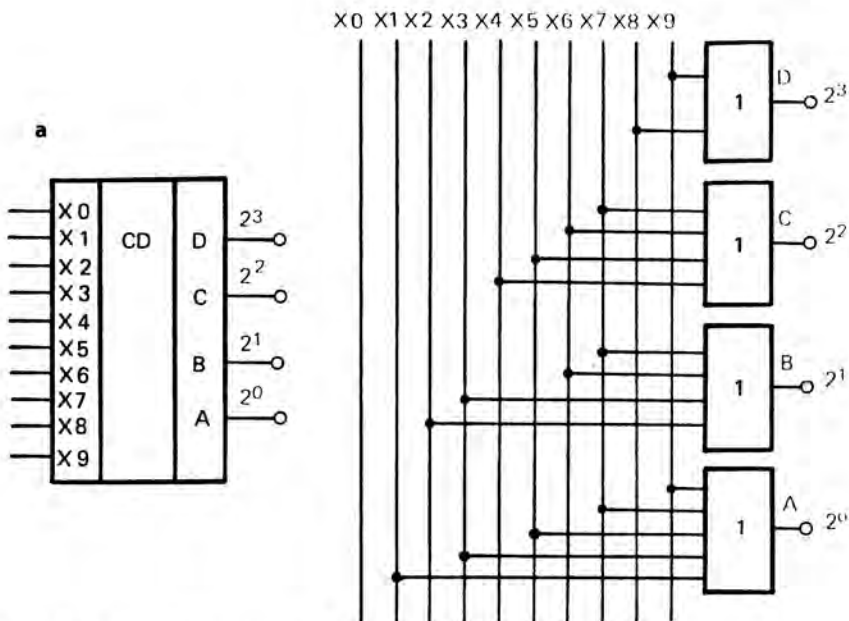 a
X0
X1
X2
X3
X4
X5
X6
X7
X8
X9
CD
D 2³
C 2²
B 2¹
A 2⁰
X0 X1 X2 X3 X4 X5 X6 X7 X8 X9
1 D 2³
1 C 2²
1 B 2¹
1 A 2⁰